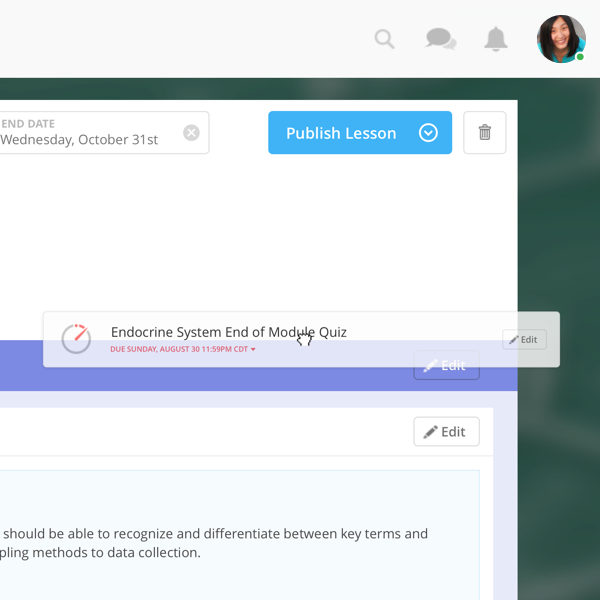 END DATE
Wednesday, October 31st
Publish Lesson
Endocrine System End of Module Quiz
DUE SUNDAY, AUGUST 30 11:59PM CDT
Edit
Edit
Edit
should be able to recognize and differentiate between key terms and
pling methods to data collection.